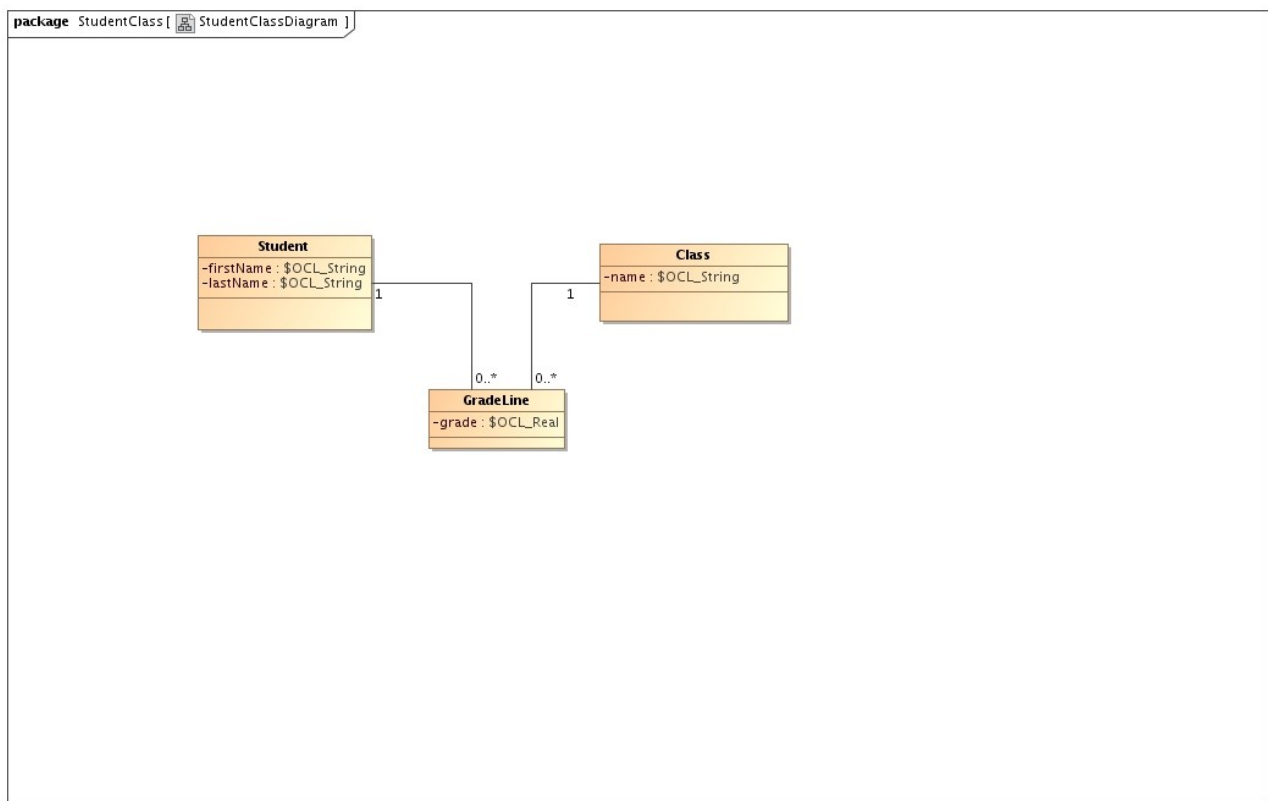 package StudentClass [ StudentClassDiagram ]
Student
-firstName : $OCL_String
-lastName : $OCL_String
1
Class
-name : $OCL_String
1
0..*
0..*
GradeLine
-grade : $OCL_Real